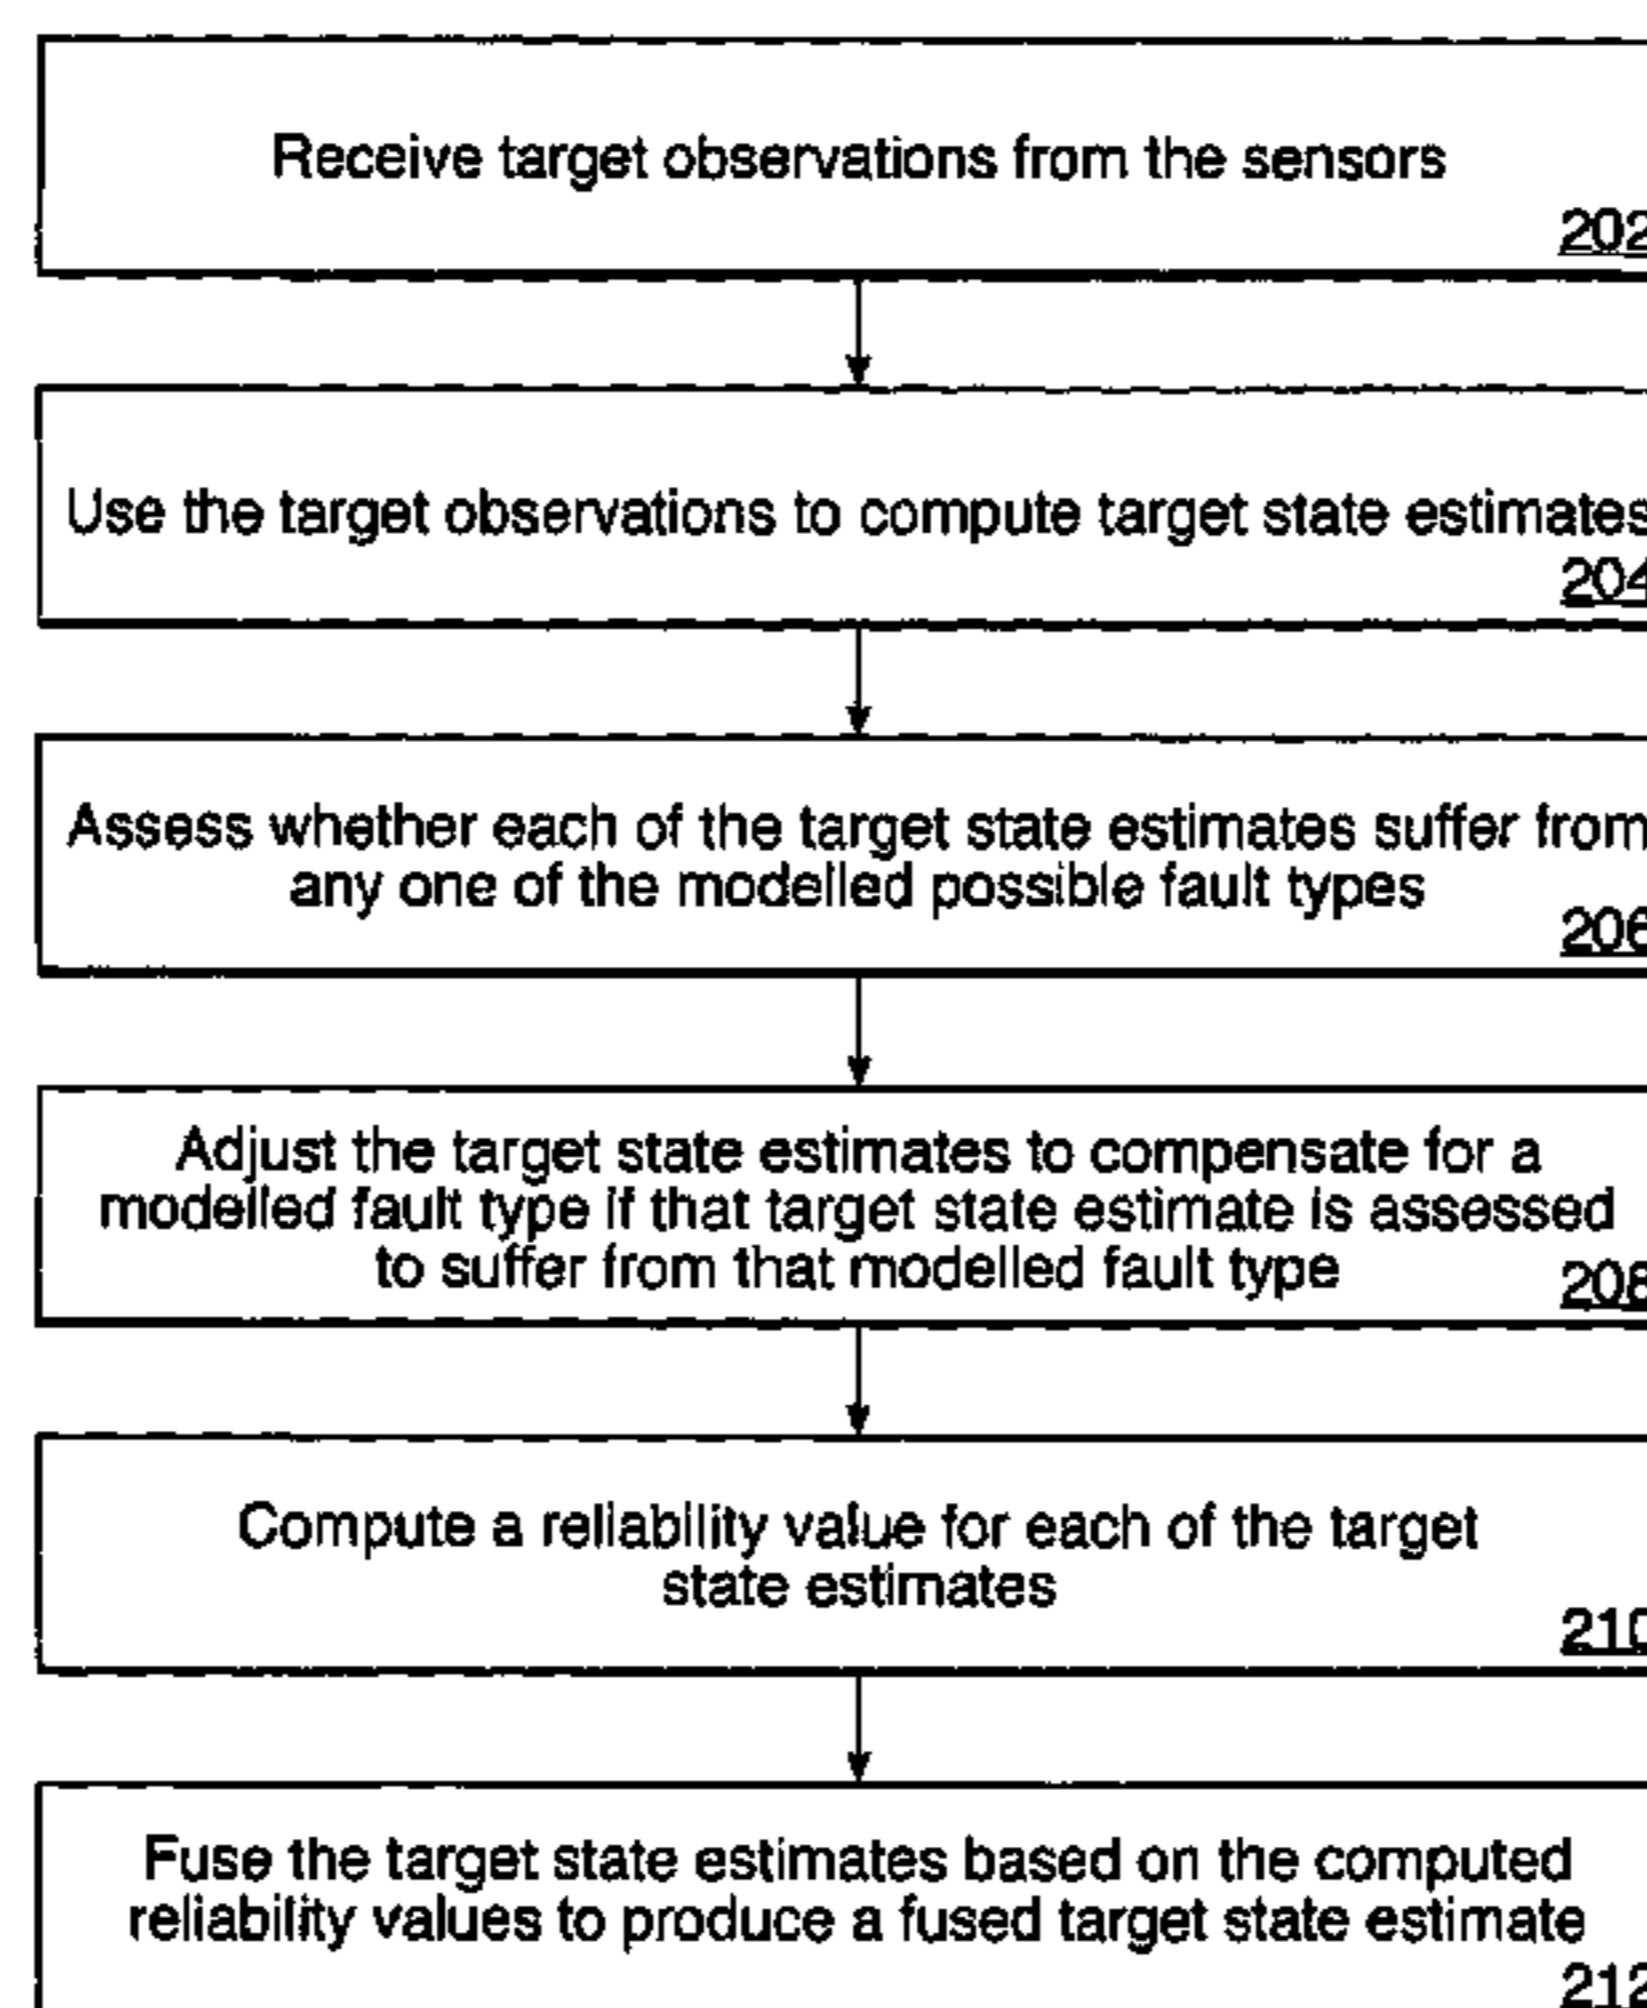 Receive target observations from the sensors
202
Use the target observations to compute target state estimates
204
Assess whether each of the target state estimates suffer from
any one of the modelled possible fault types
206
Adjust the target state estimates to compensate for a
modelled fault type if that target state estimate is assessed
to suffer from that modelled fault type
208
Compute a reliability value for each of the target
state estimates
210
Fuse the target state estimates based on the computed
reliability values to produce a fused target state estimate
212